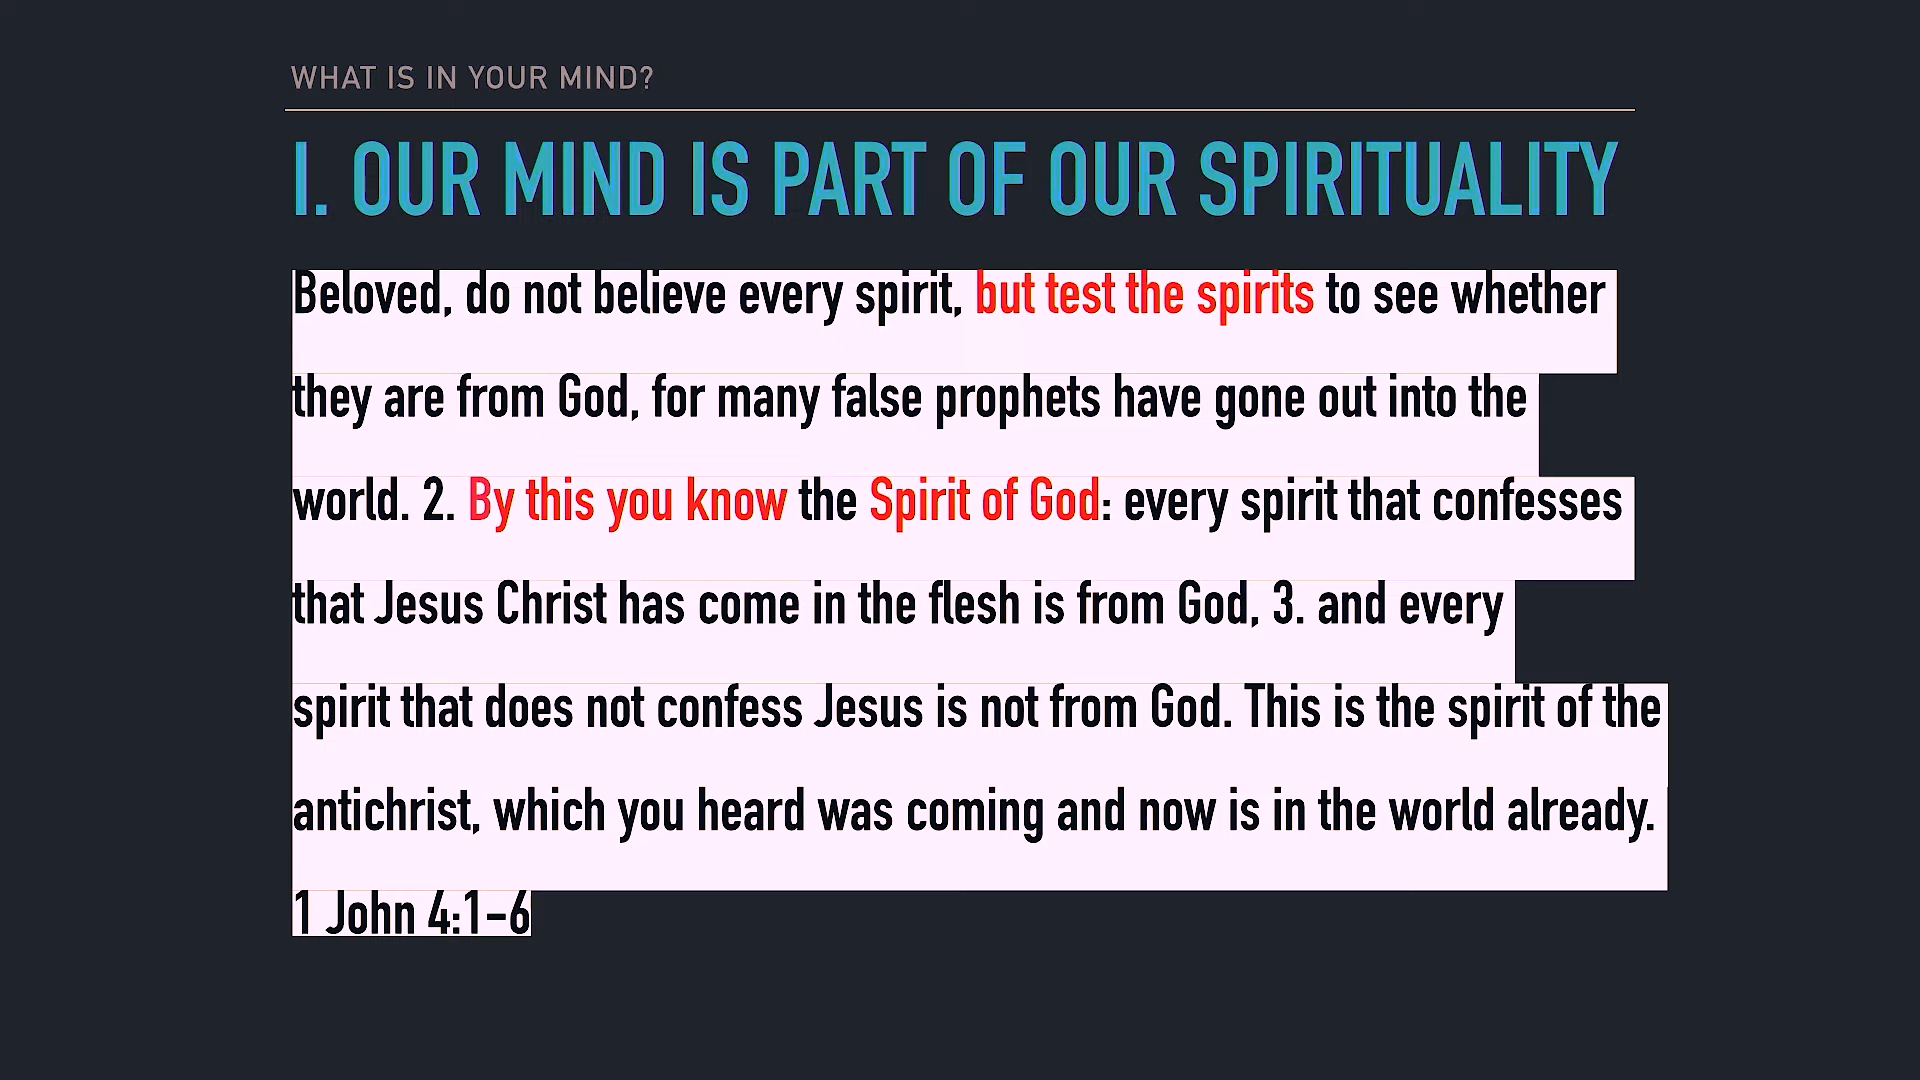 WHAT IS IN YOUR MIND?
I. OUR MIND IS PART OF OUR SPIRITUALITY
Beloved, do not believe every spirit, but test the spirits to see whether
they are from God, for many false prophets have gone out into the
world. 2. By this you know the Spirit of God: every spirit that confesses
that Jesus Christ has come in the flesh is from God, 3. and every
spirit that does not confess Jesus is not from God. This is the spirit of the
antichrist, which you heard was coming and now is in the world already.
1 John 4:1–6